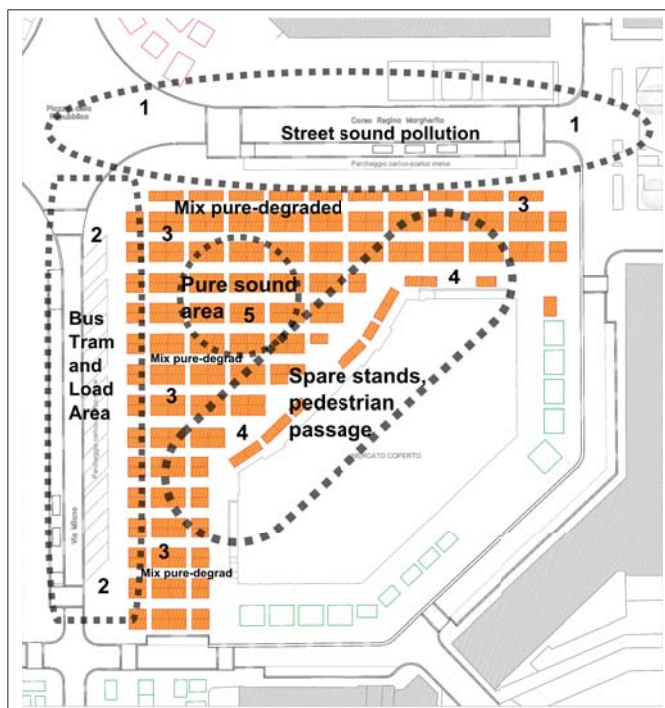 1
Piazza della
Repubblica
Corso Regina Margherita
1
Street sound pollution
Parcheggio carico-scarico merce
Mix pure-degraded
3
3
2
4
Pure sound
area
5
Bus
Tram
and
Load
Area
Mix pure-degrad
Spare stands,
pedestrian
passage
3
4
MERCATO COPERTO
Via Milano
3
Mix pure-degrad
2